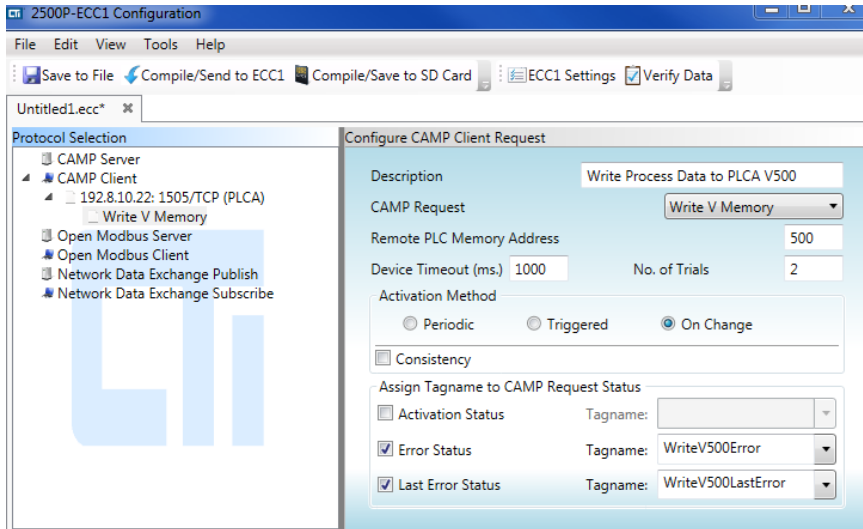 CTi 2500P-ECC1 Configuration
File Edit View Tools Help
Save to File Compile/Send to ECC1 Compile/Save to SD Card ECC1 Settings Verify Data
Untitled1.ecc*
Protocol Selection
CAMP Server
CAMP Client
192.8.10.22: 1505/TCP (PLCA)
Write V Memory
Open Modbus Server
Open Modbus Client
Network Data Exchange Publish
Network Data Exchange Subscribe
CTi
Configure CAMP Client Request
Description Write Process Data to PLCA V500
CAMP Request Write V Memory
Remote PLC Memory Address 500
Device Timeout (ms.) 1000 No. of Trials 2
Activation Method
Periodic Triggered On Change
Consistency
Assign Tagname to CAMP Request Status
Activation Status Tagname:
Error Status Tagname: WriteV500Error
Last Error Status Tagname: WriteV500LastError